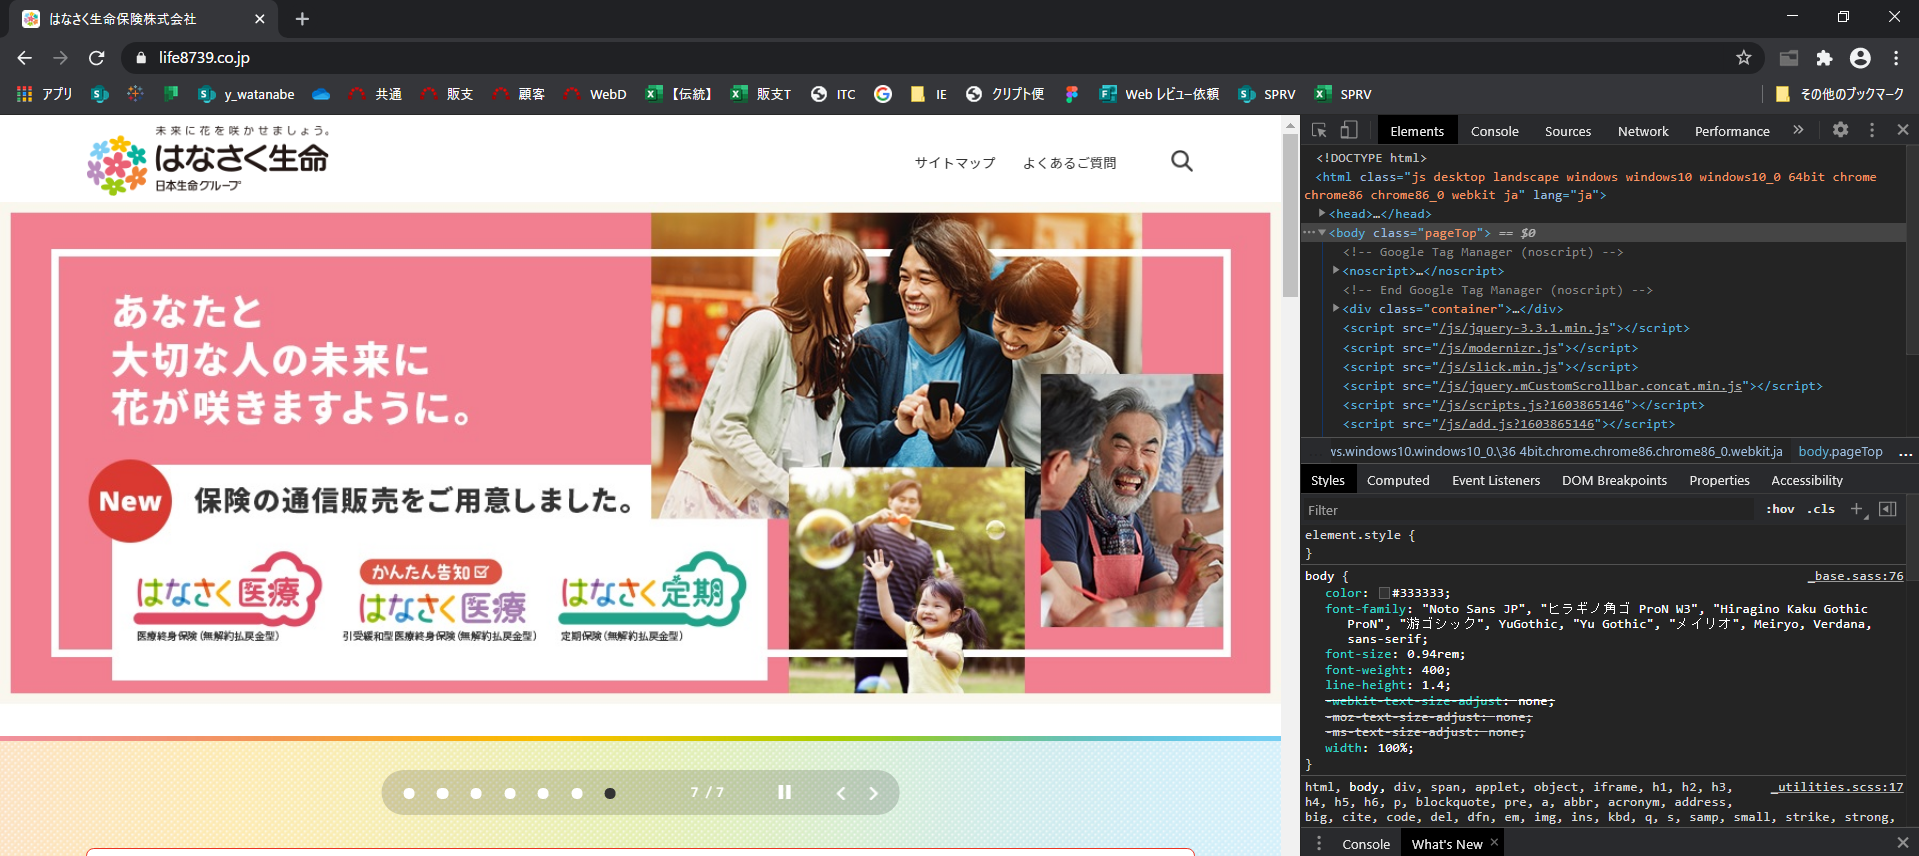 はなさく生命保険株式会社
life8739.co.jp
アプリ y_watanabe 共通 販支 顧客 WebD 【伝統】 販支T ITC IE クリプト便 Web レビュー依頼 SPRV SPRV その他のブックマーク
未来に花を咲かせましょう。
はなさく生命
日本生命グループ
サイトマップ よくあるご質問
あなたと
大切な人の未来に
花が咲きますように。
New 保険の通信販売をご用意しました。
はなさく医療
医療終身保険(無解約払戻金型)
かんたん告知
はなさく医療
引受緩和型医療終身保険(無解約払戻金型)
はなさく定期
定期保険(無解約払戻金型)
7 / 7
Elements Console Sources Network Performance »
<!DOCTYPE html>
<html class="js desktop landscape windows windows10 windows10_0 64bit chrome
chrome86 chrome86_0 webkit ja" lang="ja">
<head>…</head>
<body class="pageTop"> == $0
<!-- Google Tag Manager (noscript) -->
<noscript>…</noscript>
<!-- End Google Tag Manager (noscript) -->
<div class="container">…</div>
<script src="/js/jquery-3.3.1.min.js"></script>
<script src="/js/modernizr.js"></script>
<script src="/js/slick.min.js"></script>
<script src="/js/jquery.mCustomScrollbar.concat.min.js"></script>
<script src="/js/scripts.js?1603865146"></script>
<script src="/js/add.js?1603865146"></script>
vs.windows10.windows10_0.\36 4bit.chrome.chrome86.chrome86_0.webkit.ja body.pageTop ...
Styles Computed Event Listeners DOM Breakpoints Properties Accessibility
Filter :hov .cls +
element.style {
}
body { _base.sass:76
color: #333333;
font-family: "Noto Sans JP", "ヒラギノ角ゴ ProN W3", "Hiragino Kaku Gothic
ProN", "游ゴシック", YuGothic, "Yu Gothic", "メイリオ", Meiryo, Verdana,
sans-serif;
font-size: 0.94rem;
font-weight: 400;
line-height: 1.4;
-webkit-text-size-adjust: none;
-moz-text-size-adjust: none;
-ms-text-size-adjust: none;
width: 100%;
}
html, body, div, span, applet, object, iframe, h1, h2, h3, _utilities.scss:17
h4, h5, h6, p, blockquote, pre, a, abbr, acronym, address,
big, cite, code, del, dfn, em, img, ins, kbd, q, s, samp, small, strike, strong,
Console What's New